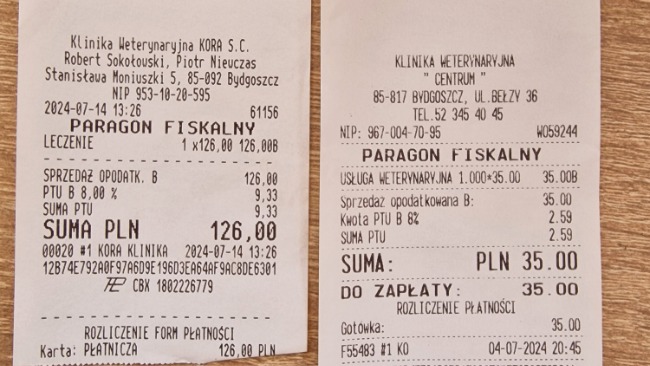 Klinika Weterynaryjna KORA S.C.
Robert Sokołowski, Piotr Nieuczas
Stanisława Moniuszki 5, 85-092 Bydgoszcz
NIP 953-10-20-595
2024-07-14 13:26 61156
PARAGON FISKALNY
LECZENIE 1 x126,00 126,00B
SPRZEDAŻ OPODATK. B 126,00
PTU B 8,00 % 9,33
SUMA PTU 9,33
SUMA PLN 126,00
00020 #1 KORA KLINIKA 2024-07-14 13:26
12B74E792A0F97A6D9E196D3EA64AF9AC8DE6301
CBX 1802226779
ROZLICZENIE FORM PŁATNOŚCI
Karta: PŁATNICZA 126,00 PLN
KLINIKA WETERYNARYJNA
" CENTRUM "
85-817 BYDGOSZCZ, UL.BEŁZY 36
TEL.52 345 40 45
NIP: 967-004-70-95 WO59244
PARAGON FISKALNY
USŁUGA WETERYNARYJNA 1.000*35.00 35.00B
Sprzedaż opodatkowana B: 35.00
Kwota PTU B 8% 2.59
SUMA PTU 2.59
SUMA: PLN 35.00
DO ZAPŁATY: 35.00
ROZLICZENIE PŁATNOŚCI
Gotówka: 35.00
F55483 #1 KO 04-07-2024 20:45